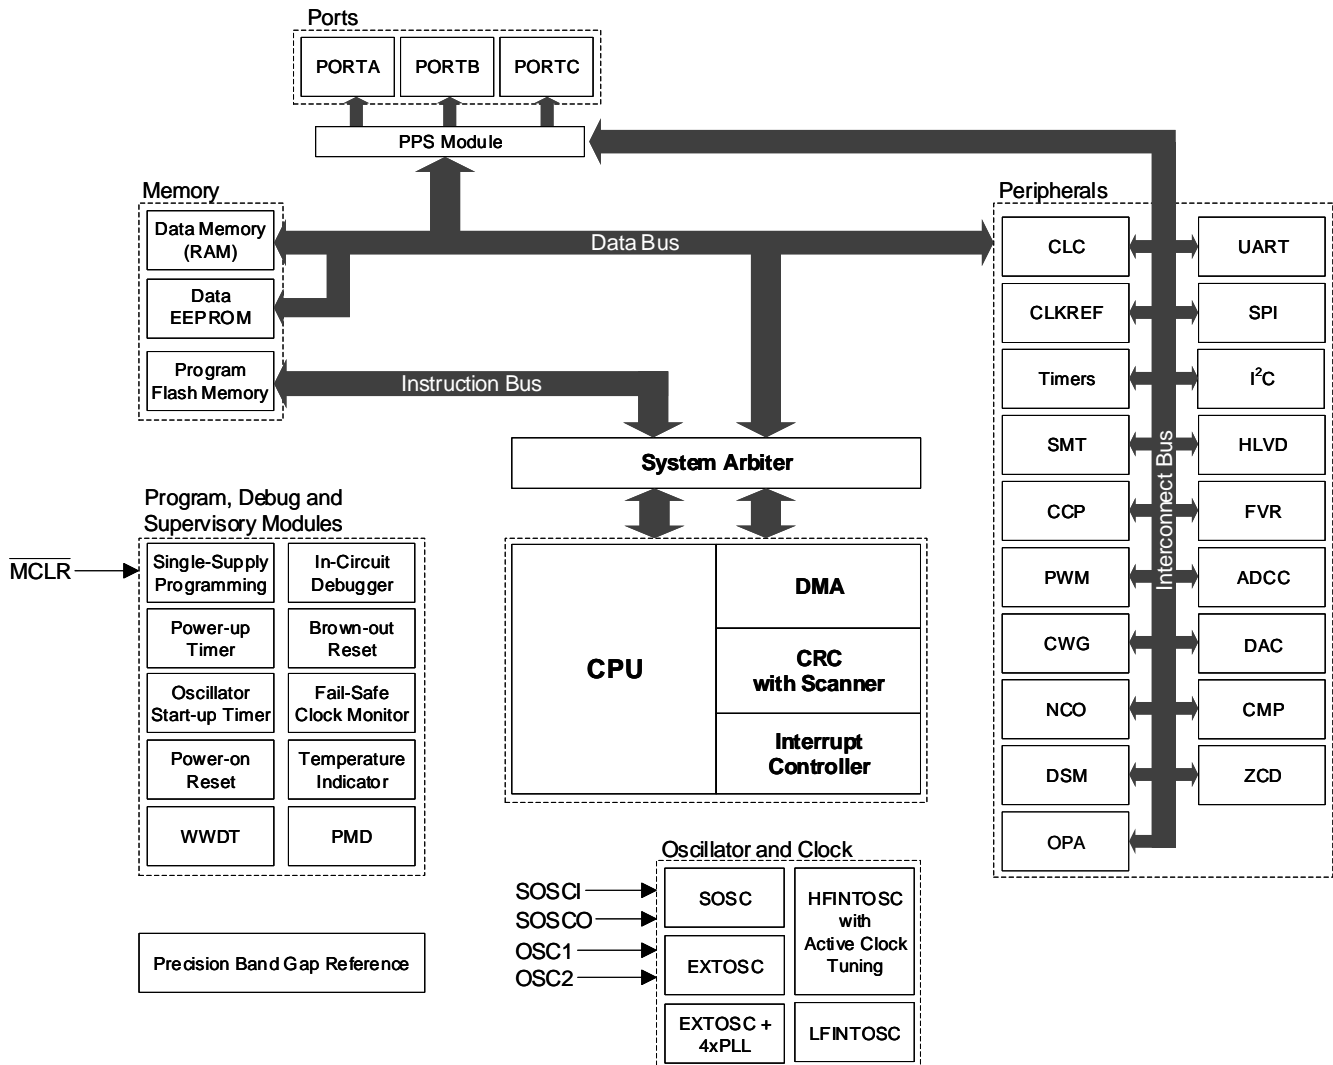 Ports
PORTA
PORTB
PORTC
PPS Module
Memory
Data Memory
(RAM)
Data
EEPROM
Program
Flash Memory
Data Bus
Instruction Bus
System Arbiter
CPU
DMA
CRC
with Scanner
Interrupt
Controller
Peripherals
CLC
UART
CLKREF
SPI
Timers
I²C
SMT
HLVD
CCP
FVR
PWM
ADCC
CWG
DAC
NCO
CMP
DSM
ZCD
OPA
Interconnect Bus
Program, Debug and
Supervisory Modules
MCLR
Single-Supply
Programming
In-Circuit
Debugger
Power-up
Timer
Brown-out
Reset
Oscillator
Start-up Timer
Fail-Safe
Clock Monitor
Power-on
Reset
Temperature
Indicator
WWDT
PMD
Precision Band Gap Reference
Oscillator and Clock
SOSCI
SOSCO
OSC1
OSC2
SOSC
HFINTOSC
with
Active Clock
Tuning
EXTOSC
EXTOSC +
4xPLL
LFINTOSC